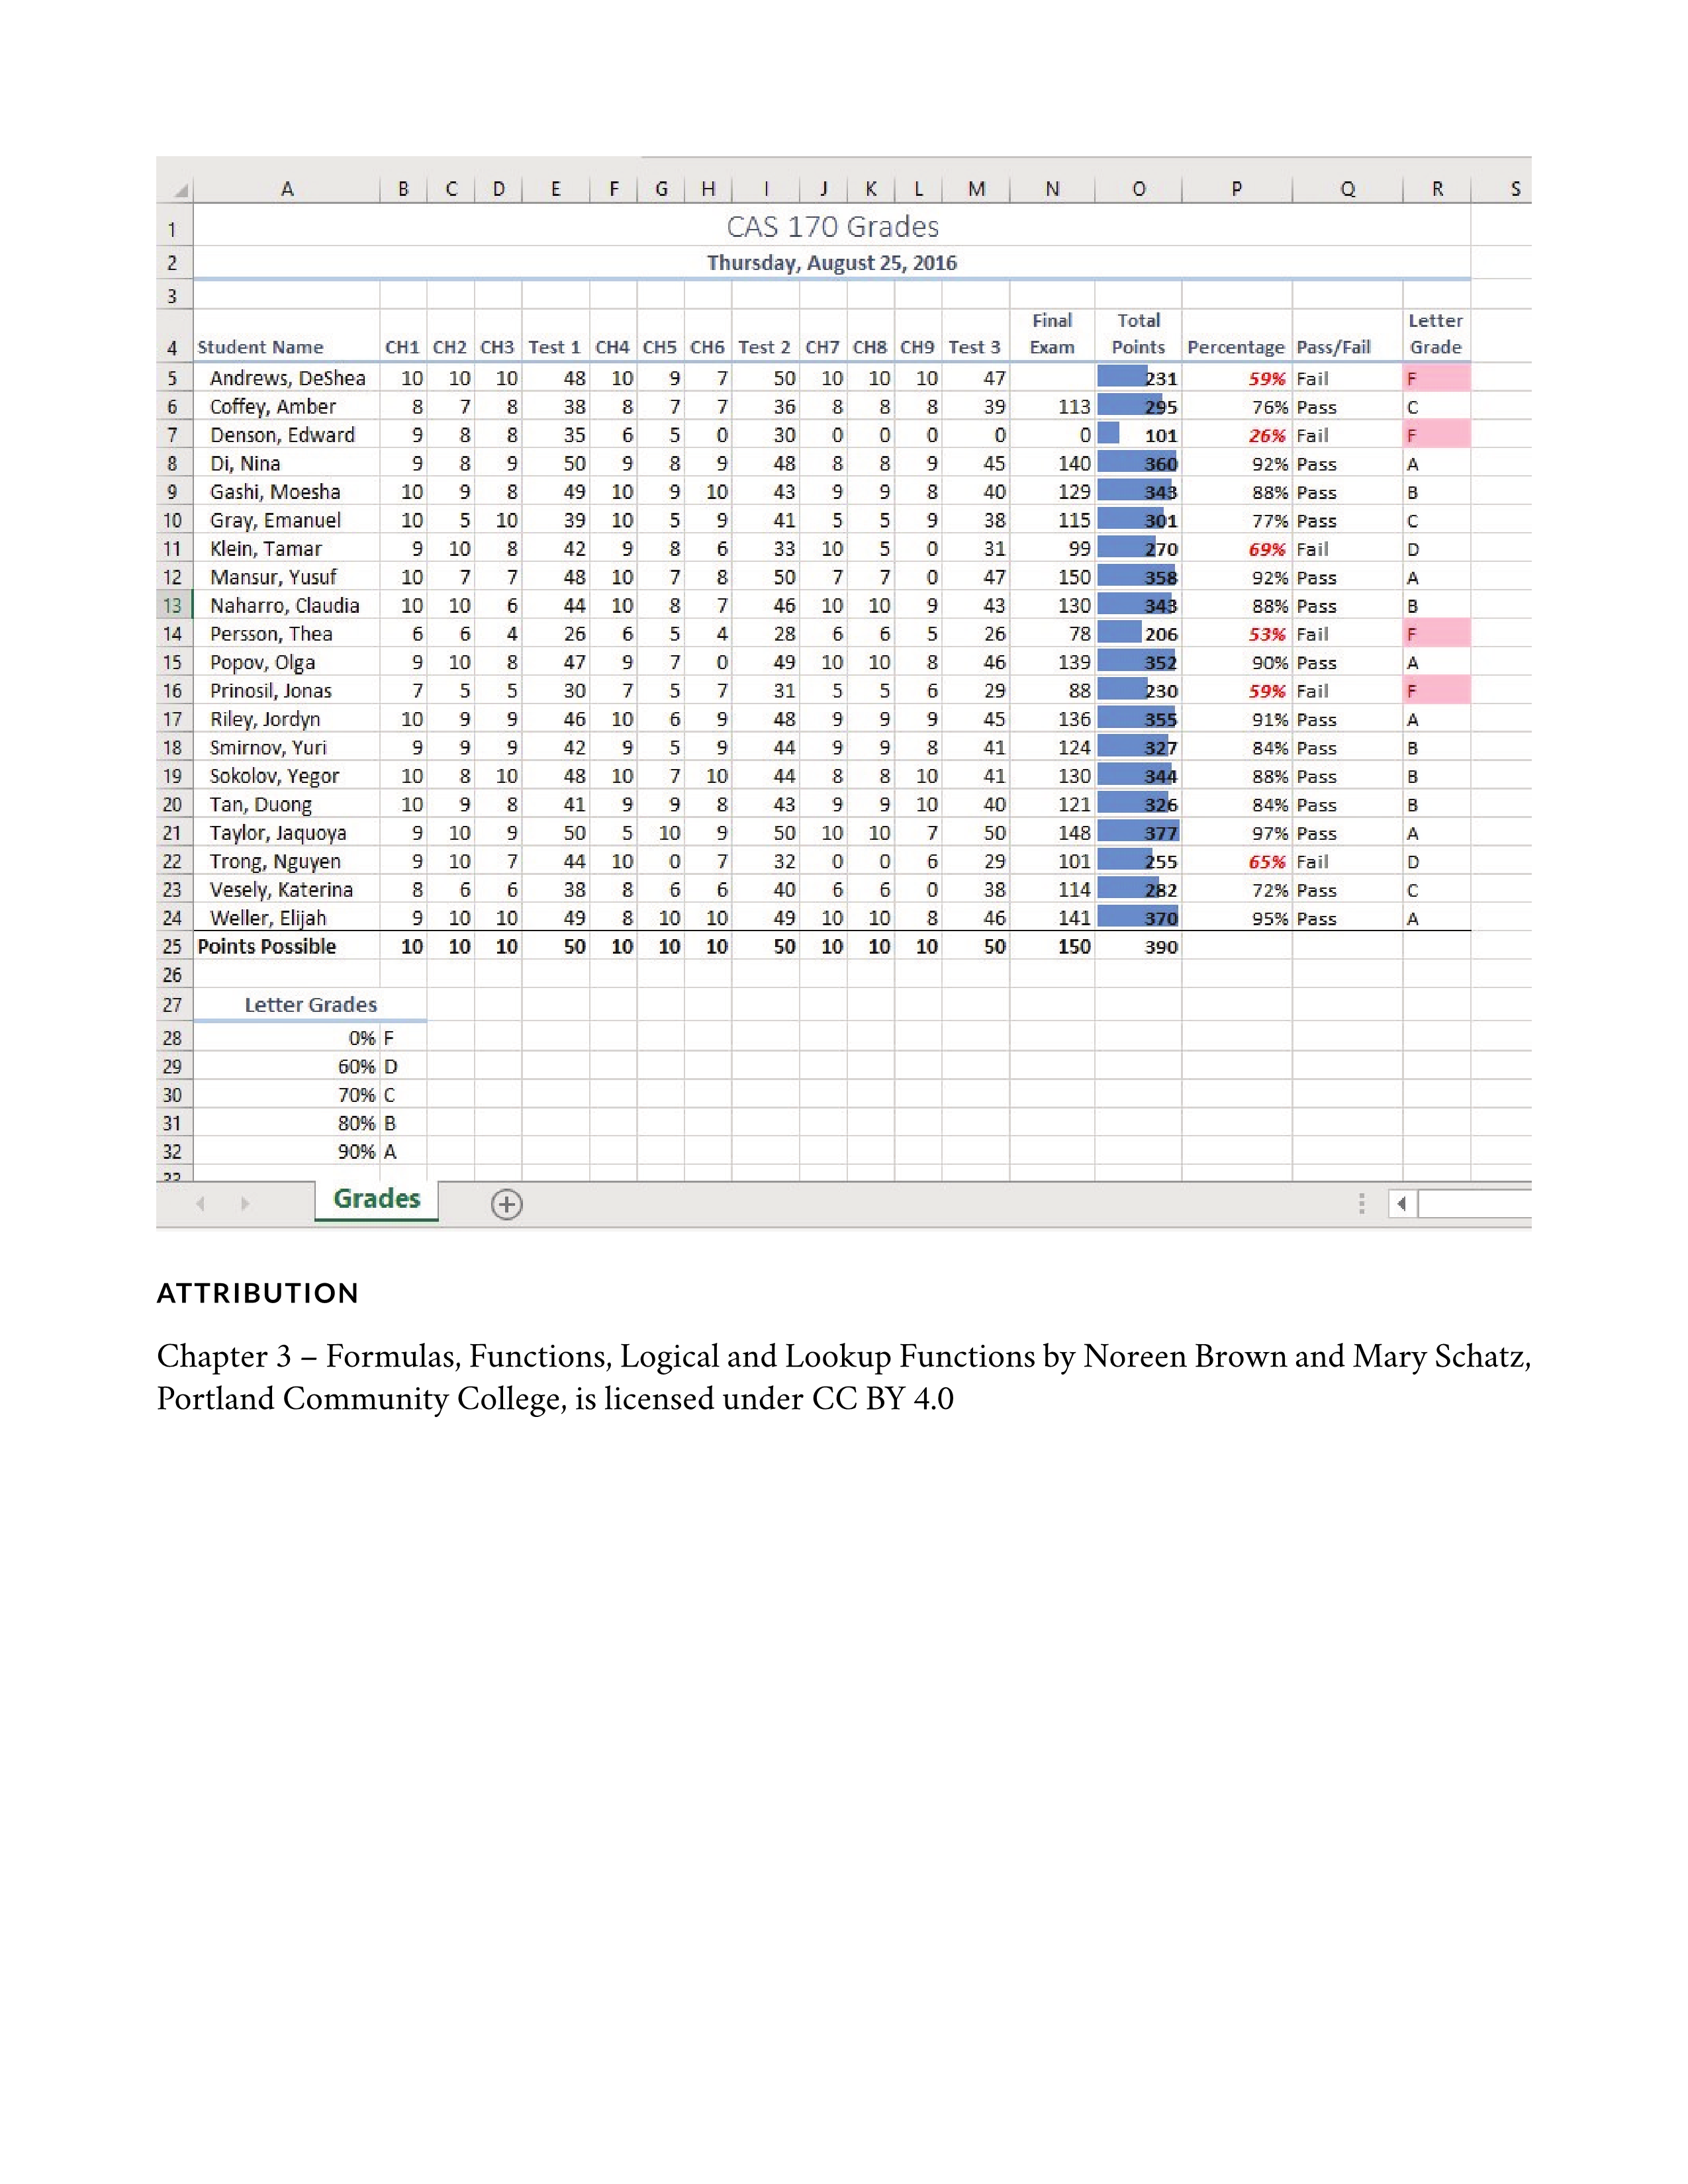 A B C D E F G H I J K L M N O P Q R S
1 CAS 170 Grades
2 Thursday, August 25, 2016
3
Final Total Letter
4 Student Name CH1 CH2 CH3 Test 1 CH4 CH5 CH6 Test 2 CH7 CH8 CH9 Test 3 Exam Points Percentage Pass/Fail Grade
5 Andrews, DeShea 10 10 10 48 10 9 7 50 10 10 10 47 231 59% Fail F
6 Coffey, Amber 8 7 8 38 8 7 7 36 8 8 8 39 113 295 76% Pass C
7 Denson, Edward 9 8 8 35 6 5 0 30 0 0 0 0 0 101 26% Fail F
8 Di, Nina 9 8 9 50 9 8 9 48 8 8 9 45 140 360 92% Pass A
9 Gashi, Moesha 10 9 8 49 10 9 10 43 9 9 8 40 129 343 88% Pass B
10 Gray, Emanuel 10 5 10 39 10 5 9 41 5 5 9 38 115 301 77% Pass C
11 Klein, Tamar 9 10 8 42 9 8 6 33 10 5 0 31 99 270 69% Fail D
12 Mansur, Yusuf 10 7 7 48 10 7 8 50 7 7 0 47 150 358 92% Pass A
13 Naharro, Claudia 10 10 6 44 10 8 7 46 10 10 9 43 130 343 88% Pass B
14 Persson, Thea 6 6 4 26 6 5 4 28 6 6 5 26 78 206 53% Fail F
15 Popov, Olga 9 10 8 47 9 7 0 49 10 10 8 46 139 352 90% Pass A
16 Prinosil, Jonas 7 5 5 30 7 5 7 31 5 5 6 29 88 230 59% Fail F
17 Riley, Jordyn 10 9 9 46 10 6 9 48 9 9 9 45 136 355 91% Pass A
18 Smirnov, Yuri 9 9 9 42 9 5 9 44 9 9 8 41 124 327 84% Pass B
19 Sokolov, Yegor 10 8 10 48 10 7 10 44 8 8 10 41 130 344 88% Pass B
20 Tan, Duong 10 9 8 41 9 9 8 43 9 9 10 40 121 326 84% Pass B
21 Taylor, Jaquoya 9 10 9 50 5 10 9 50 10 10 7 50 148 377 97% Pass A
22 Trong, Nguyen 9 10 7 44 10 0 7 32 0 0 6 29 101 255 65% Fail D
23 Vesely, Katerina 8 6 6 38 8 6 6 40 6 6 0 38 114 282 72% Pass C
24 Weller, Elijah 9 10 10 49 8 10 10 49 10 10 8 46 141 370 95% Pass A
25 Points Possible 10 10 10 50 10 10 10 50 10 10 10 50 150 390
26
27 Letter Grades
28 0% F
29 60% D
30 70% C
31 80% B
32 90% A
33
Grades
ATTRIBUTION
Chapter 3 – Formulas, Functions, Logical and Lookup Functions by Noreen Brown and Mary Schatz,
Portland Community College, is licensed under CC BY 4.0